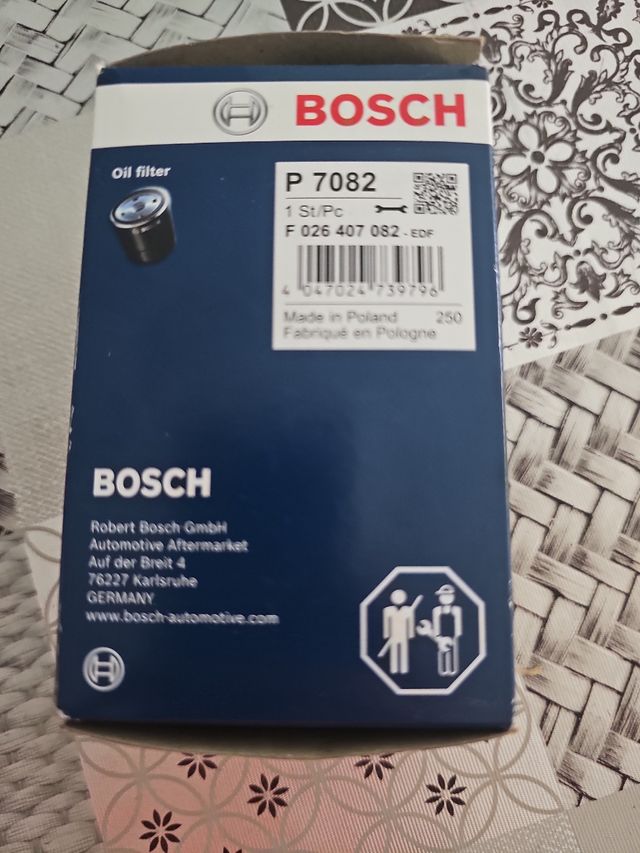 BOSCH
Oil filter
P 7082
1 St/Pc
F 026 407 082 - EDF
4 047024 739796
Made in Poland 250
Fabriqué en Pologne
BOSCH
Robert Bosch GmbH
Automotive Aftermarket
Auf der Breit 4
76227 Karlsruhe
GERMANY
www.bosch-automotive.com